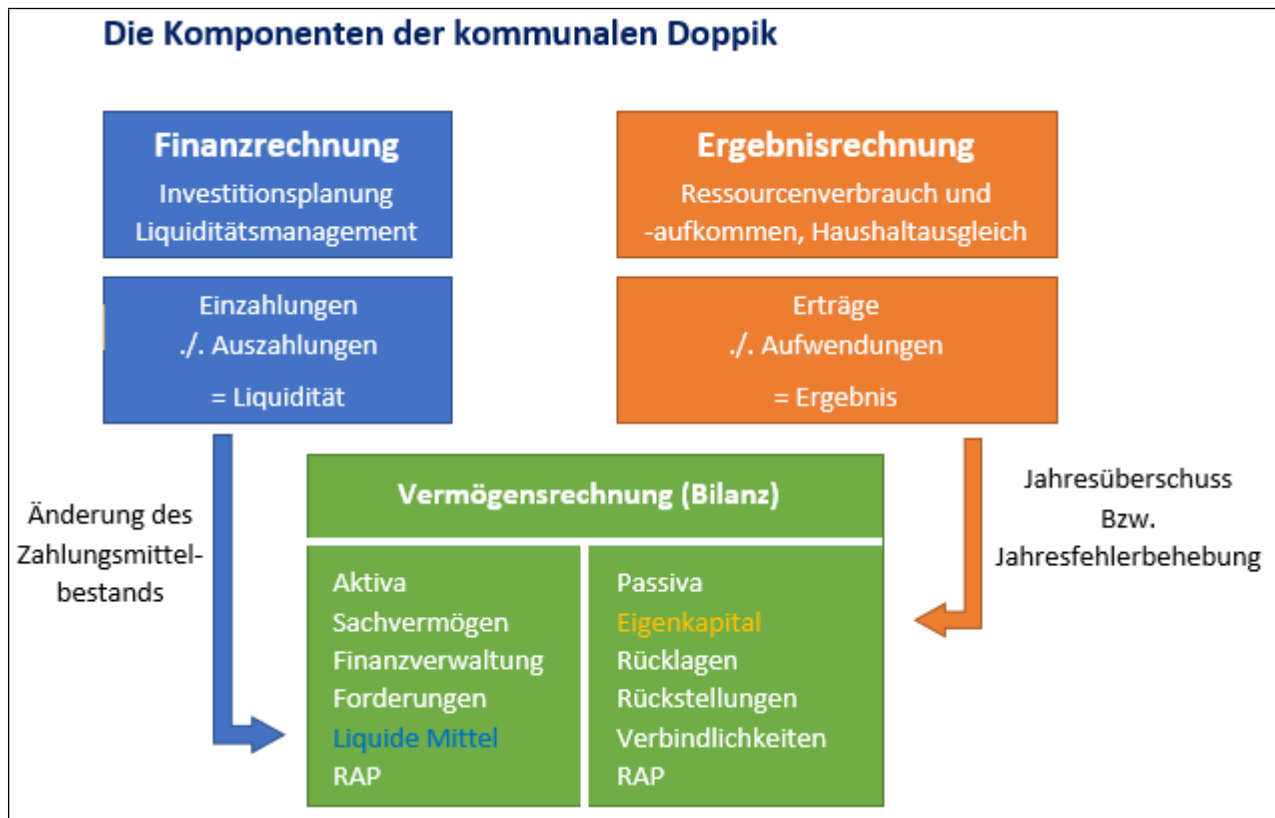 Die Komponenten der kommunalen Doppik
Finanzrechnung
Investitionsplanung
Liquiditätsmanagement
Einzahlungen
./. Auszahlungen
= Liquidität
Ergebnisrechnung
Ressourcenverbrauch und
-aufkommen, Haushaltausgleich
Erträge
./. Aufwendungen
= Ergebnis
Änderung des
Zahlungsmittel-
bestands
Vermögensrechnung (Bilanz)
Aktiva
Sachvermögen
Finanzverwaltung
Forderungen
Liquide Mittel
RAP
Passiva
Eigenkapital
Rücklagen
Rückstellungen
Verbindlichkeiten
RAP
Jahresüberschuss
Bzw.
Jahresfehlerbehebung